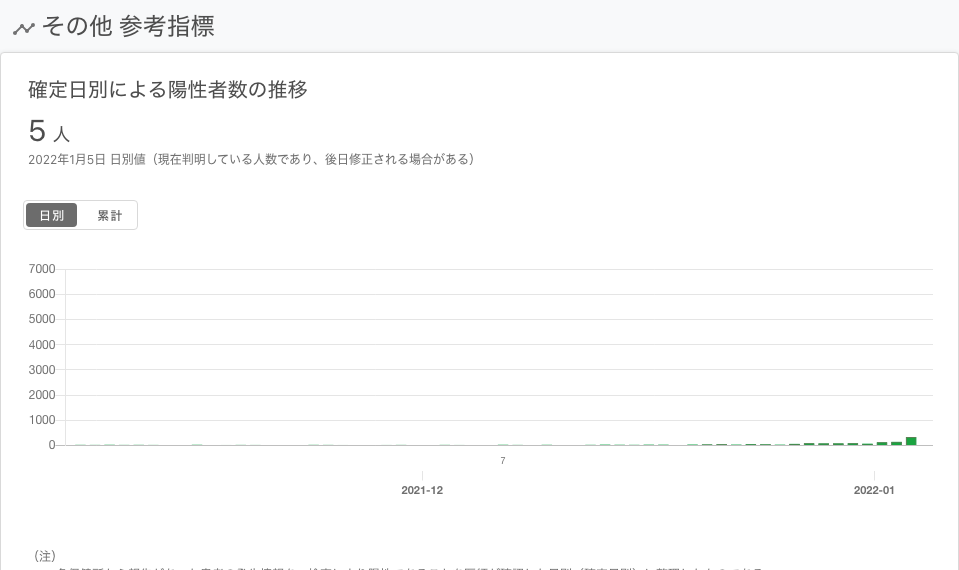 その他 参考指標
確定日別による陽性者数の推移
5 人
2022年1月5日 日別値（現在判明している人数であり、後日修正される場合がある）
日別 累計
7000
6000
5000
4000
3000
2000
1000
0
7
2021-12 2022-01
（注）